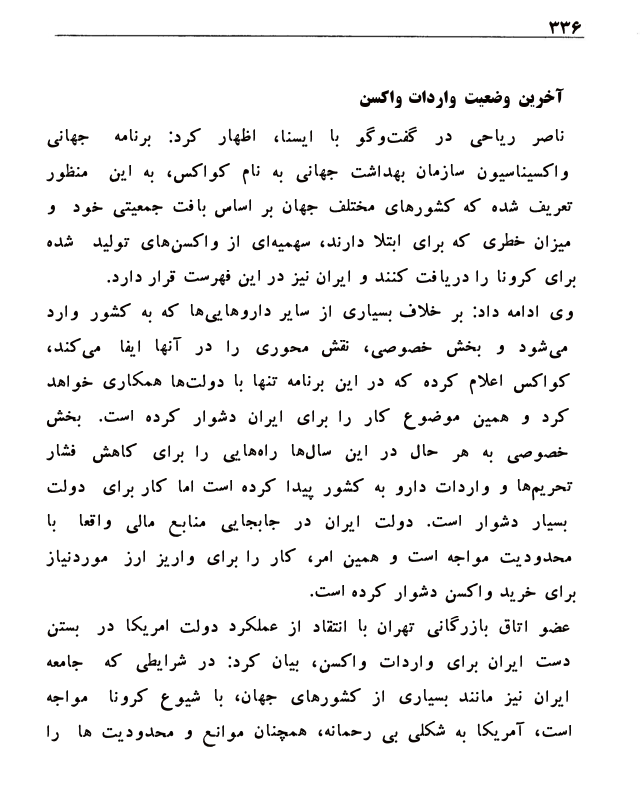 ۳۳۶
آخرین وضعیت واردات واکسن
ناصر ریاحی در گفت‌وگو با ایسنا، اظهار کرد: برنامه جهانی
واکسیناسیون سازمان بهداشت جهانی به نام کواکس، به این منظور
تعریف شده که کشورهای مختلف جهان بر اساس بافت جمعیتی خود و
میزان خطری که برای ابتلا دارند، سهمیه‌ای از واکسن‌های تولید شده
برای کرونا را دریافت کنند و ایران نیز در این فهرست قرار دارد.
وی ادامه داد: بر خلاف بسیاری از سایر داروهایی‌ها که به کشور وارد
می‌شود و بخش خصوصی، نقش محوری را در آنها ایفا می‌کند،
کواکس اعلام کرده که در این برنامه تنها با دولت‌ها همکاری خواهد
کرد و همین موضوع کار را برای ایران دشوار کرده است. بخش
خصوصی به هر حال در این سال‌ها راه‌هایی را برای کاهش فشار
تحریم‌ها و واردات دارو به کشور پیدا کرده است اما کار برای دولت
بسیار دشوار است. دولت ایران در جابجایی منابع مالی واقعا با
محدودیت مواجه است و همین امر، کار را برای واریز ارز موردنیاز
برای خرید واکسن دشوار کرده است.
عضو اتاق بازرگانی تهران با انتقاد از عملکرد دولت امریکا در بستن
دست ایران برای واردات واکسن، بیان کرد: در شرایطی که جامعه
ایران نیز مانند بسیاری از کشورهای جهان، با شیوع کرونا مواجه
است، آمریکا به شکلی بی رحمانه، همچنان موانع و محدودیت ها را